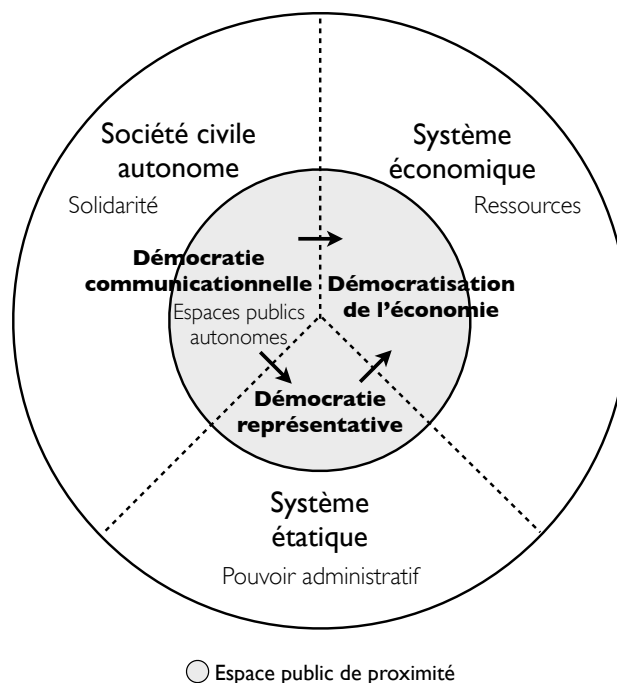 Société civile
autonome
Solidarité
Système
économique
Ressources
Démocratie
communicationnelle
Espaces publics
autonomes
Démocratisation
de l'économie
Démocratie
représentative
Système
étatique
Pouvoir administratif
Espace public de proximité